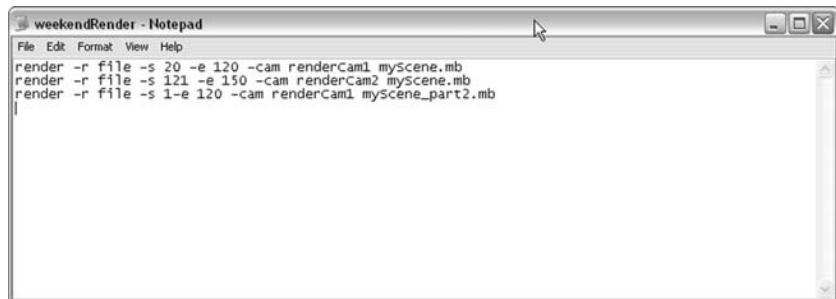 weekendRender - Notepad
File Edit Format View Help
render -r file -s 20 -e 120 -cam renderCam1 myScene.mb
render -r file -s 121 -e 150 -cam renderCam2 myScene.mb
render -r file -s 1-e 120 -cam renderCam1 myScene_part2.mb